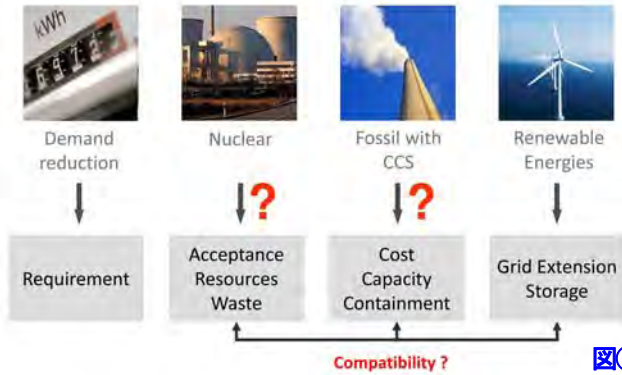 kWh
6972
Demand
reduction
Nuclear
Fossil with
CCS
Renewable
Energies
?
?
Requirement
Acceptance
Resources
Waste
Cost
Capacity
Containment
Grid Extension
Storage
Compatibility ?
図